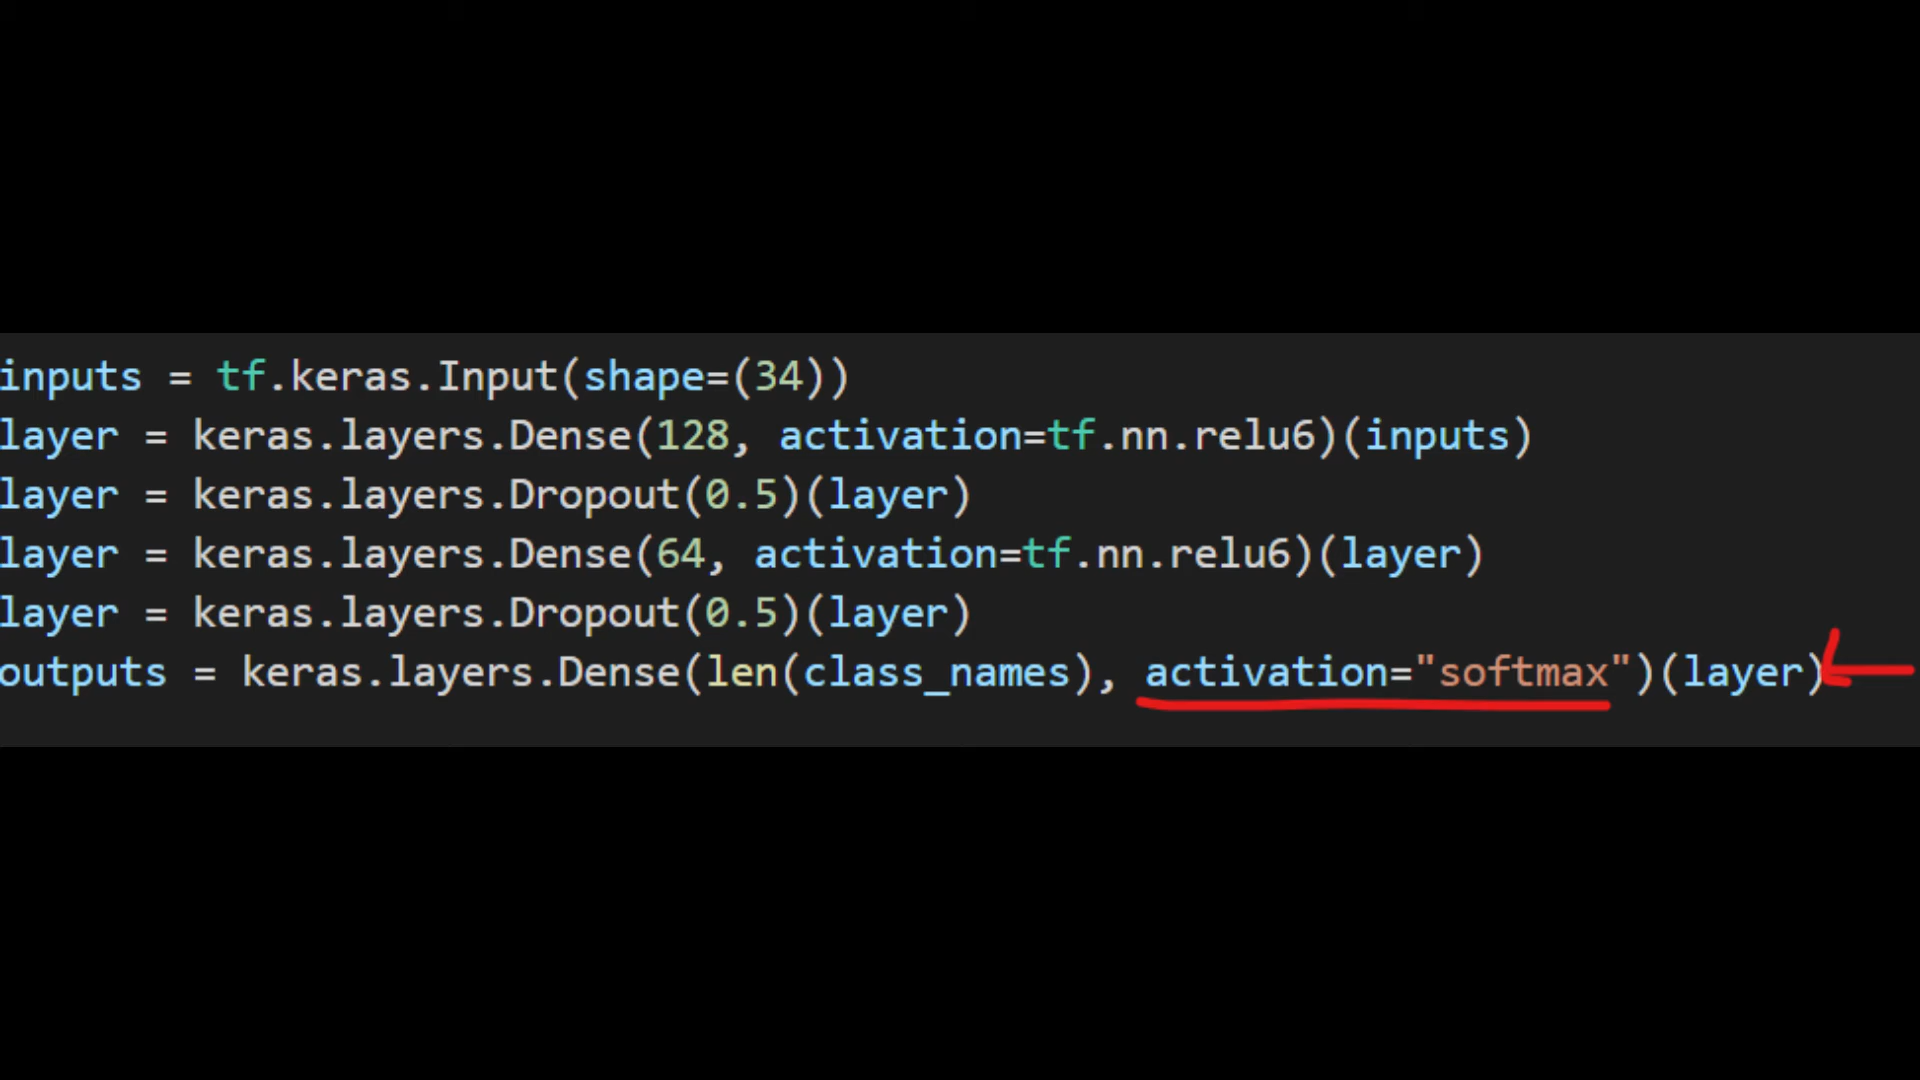 inputs = tf.keras.Input(shape=(34))
layer = keras.layers.Dense(128, activation=tf.nn.relu6)(inputs)
layer = keras.layers.Dropout(0.5)(layer)
layer = keras.layers.Dense(64, activation=tf.nn.relu6)(layer)
layer = keras.layers.Dropout(0.5)(layer)
outputs = keras.layers.Dense(len(class_names), activation="softmax")(layer)